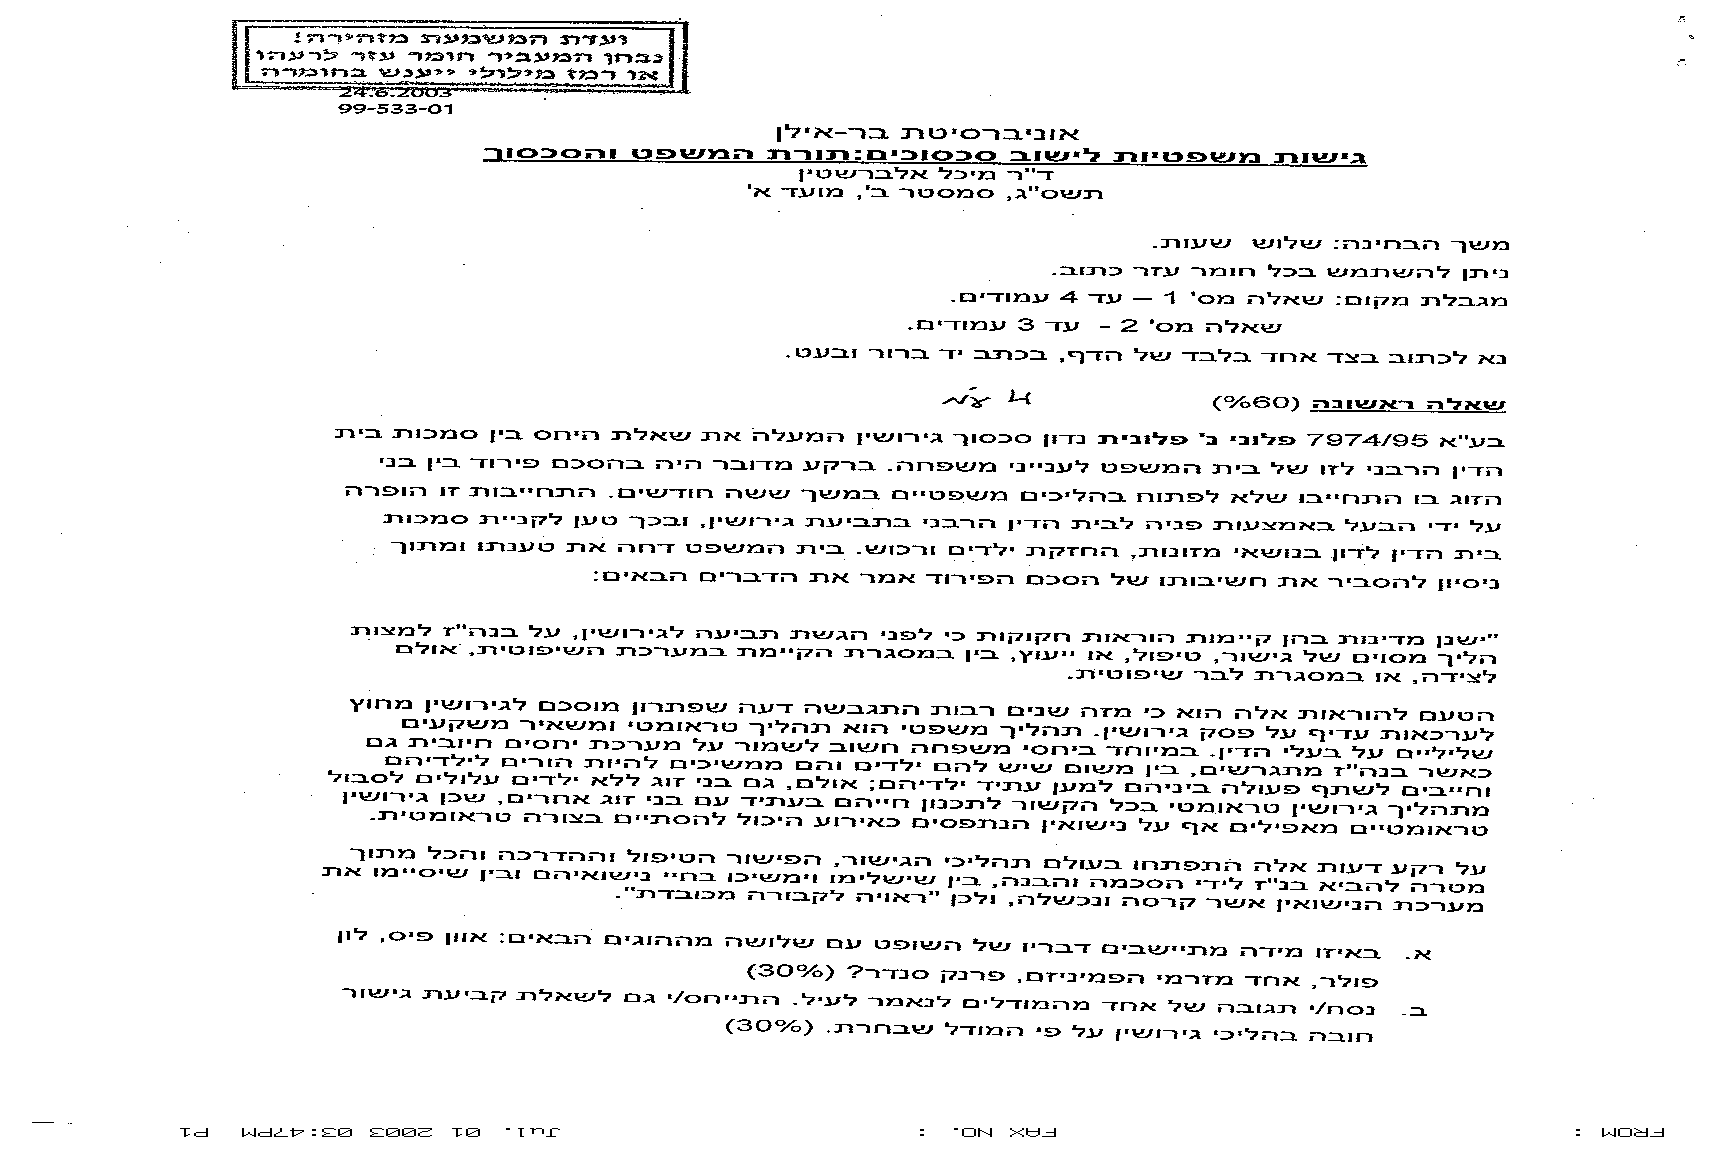 ועדת המשמעת מזהירה!
נבחן המעביר חומר עזר לרעהו
או רמז מילולי ייענש בחומרה
24.6.2003
99-533-01
אוניברסיטת בר-אילן
גישות משפטיות לישוב סכסוכים:תורת המשפט והסכסוך
ד"ר מיכל אלברשטין
תשס"ג, סמסטר ב', מועד א'
משך הבחינה: שלוש שעות.
ניתן להשתמש בכל חומר עזר כתוב.
מגבלת מקום: שאלה מס' 1 – עד 4 עמודים.
שאלה מס' 2 - עד 3 עמודים.
נא לכתוב בצד אחד בלבד של הדף, בכתב יד ברור ובעט.
שאלה ראשונה (60%)
בע"א 7974/95 פלוני נ' פלונית נדון סכסוך גירושין המעלה את שאלת היחס בין סמכות בית
הדין הרבני לזו של בית המשפט לענייני משפחה. ברקע מדובר היה בהסכם פירוד בין בני
הזוג בו התחייבו שלא לפתוח בהליכים משפטיים במשך ששה חודשים. התחייבות זו הופרה
על ידי הבעל באמצעות פניה לבית הדין הרבני בתביעת גירושין, ובכך טען לקניית סמכות
בית הדין לדון בנושאי מזונות, החזקת ילדים ורכוש. בית המשפט דחה את טענתו ומתוך
ניסיון להסביר את חשיבותו של הסכם הפירוד אמר את הדברים הבאים:
"ישנן מדינות בהן קיימות הוראות חקוקות כי לפני הגשת תביעה לגירושין, על בנה"ז למצות
הליך מסוים של גישור, טיפול, או ייעוץ, בין במסגרת הקיימת במערכת השיפוטית, אולם
לצידה, או במסגרת לבר שיפוטית.
הטעם להוראות אלה הוא כי מזה שנים רבות התגבשה דעה שפתרון מוסכם לגירושין מחוץ
לערכאות עדיף על פסק גירושין. תהליך משפטי הוא תהליך טראומטי ומשאיר משקעים
שליליים על בעלי הדין. במיוחד ביחסי משפחה חשוב לשמור על מערכת יחסים חיובית גם
כאשר בנה"ז מתגרשים, בין משום שיש להם ילדים והם ממשיכים להיות הורים לילדיהם
וחייבים לשתף פעולה ביניהם למען עתיד ילדיהם; אולם, גם בני זוג ללא ילדים עלולים לסבול
מתהליך גירושין טראומטי בכל הקשור לתכנון חייהם בעתיד עם בני זוג אחרים, שכן גירושין
טראומטיים מאפילים אף על נישואין הנתפסים כאירוע היכול להסתיים בצורה טראומטית.
על רקע דעות אלה התפתחו בעולם תהליכי הגישור, הפישור הטיפול וההדרכה והכל מתוך
מטרה להביא בנ"ז לידי הסכמה והבנה, בין שישלימו וימשיכו בחיי נישואיהם ובין שיסיימו את
מערכת הנישואין אשר קרסה ונכשלה, ולכן "ראויה לקבורה מכובדת".
א. באיזו מידה מתיישבים דבריו של השופט עם שלושה מההוגים הבאים: אוון פיס, לון
פולר, אחד מזרמי הפמיניזם, פרנק סנדר? (30%)
ב. נסח/י תגובה של אחד מהמודלים לנאמר לעיל. התייחס/י גם לשאלת קביעת גישור
חובה בהליכי גירושין על פי המודל שבחרת. (30%)
FROM : FAX NO. : Jul. 01 2003 03:47PM P1